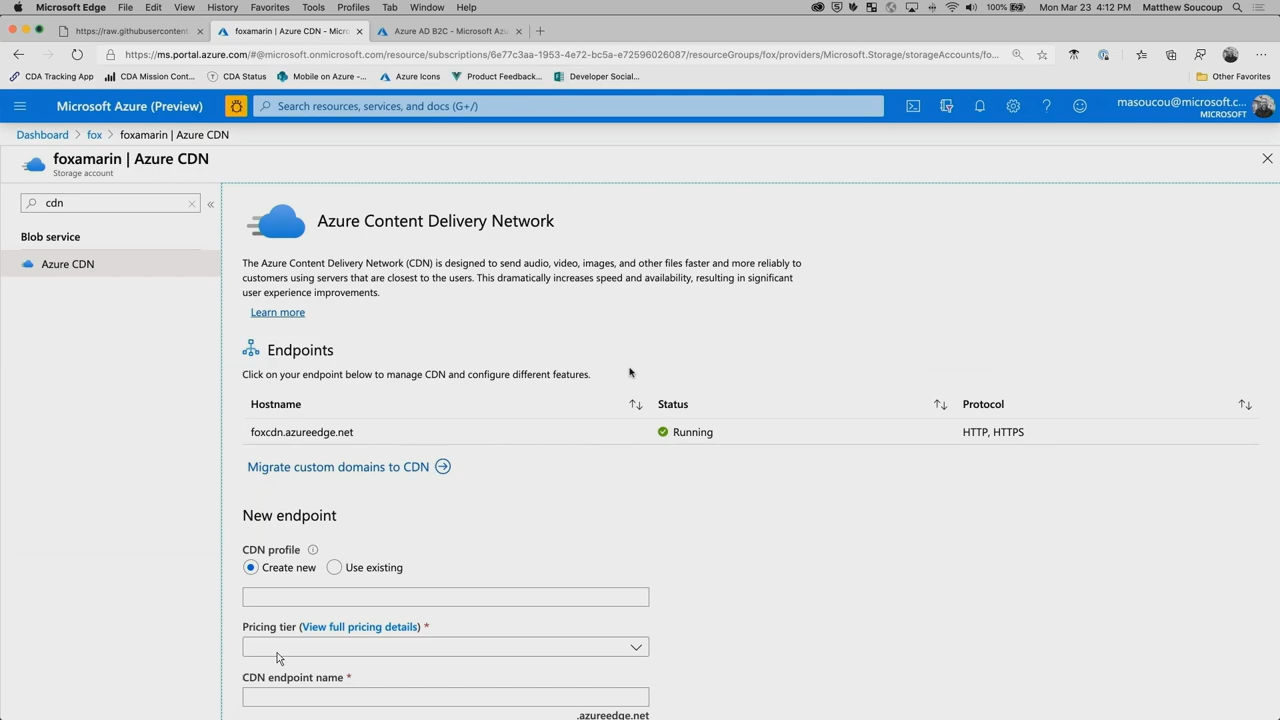 Microsoft Edge File Edit View History Favorites Tools Profiles Tab Window Help 100% Mon Mar 23 4:12 PM Matthew Soucoup
https://raw.githubusercontent × foxamarin | Azure CDN - Micros × Azure AD B2C - Microsoft Azu ×
https://ms.portal.azure.com/#@microsoft.onmicrosoft.com/resource/subscriptions/6e77c3aa-1953-4e72-bc5a-e72596026087/resourceGroups/fox/providers/Microsoft.Storage/storageAccounts/fo...
CDA Tracking App CDA Mission Cont... CDA Status Mobile on Azure -... Azure Icons Product Feedback... Developer Social... Other Favorites
Microsoft Azure (Preview) Search resources, services, and docs (G+/) masoucou@microsoft.c...
MICROSOFT
Dashboard > fox > foxamarin | Azure CDN
foxamarin | Azure CDN
Storage account
cdn
Blob service
Azure CDN
Azure Content Delivery Network
The Azure Content Delivery Network (CDN) is designed to send audio, video, images, and other files faster and more reliably to
customers using servers that are closest to the users. This dramatically increases speed and availability, resulting in significant
user experience improvements.
Learn more
Endpoints
Click on your endpoint below to manage CDN and configure different features.
Hostname Status Protocol
foxcdn.azureedge.net Running HTTP, HTTPS
Migrate custom domains to CDN
New endpoint
CDN profile
Create new Use existing
Pricing tier (View full pricing details) *
CDN endpoint name *
.azureedge.net